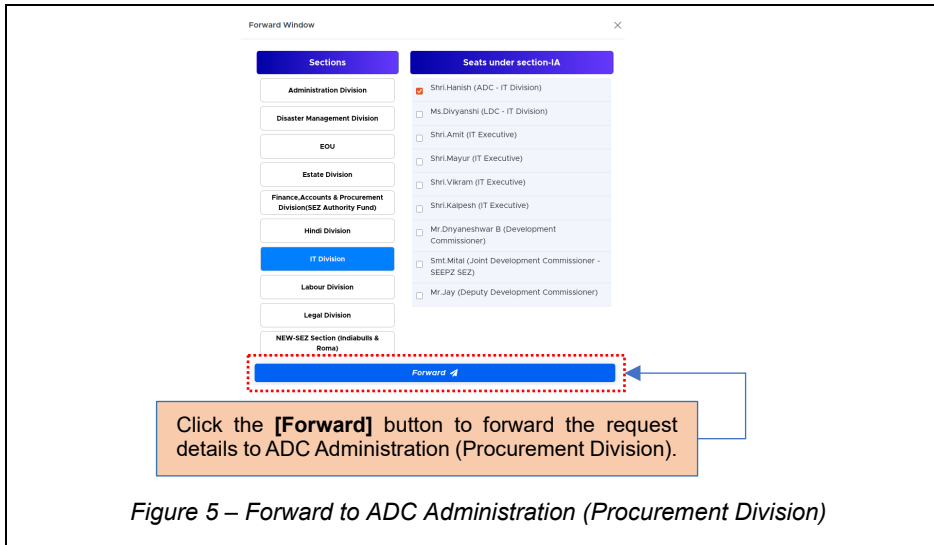 Forward Window
Sections
Administration Division
Disaster Management Division
EOU
Estate Division
Finance,Accounts & Procurement
Division(SEZ Authority Fund)
Hindi Division
IT Division
Labour Division
Legal Division
NEW-SEZ Section (Indiabulls &
Roma)
Seats under section-IA
Shri.Hanish (ADC - IT Division)
Ms.Divyanshi (LDC - IT Division)
Shri.Amit (IT Executive)
Shri.Mayur (IT Executive)
Shri.Vikram (IT Executive)
Shri.Kalpesh (IT Executive)
Mr.Dnyaneshwar B (Development
Commissioner)
Smt.Mital (Joint Development Commissioner -
SEEPZ SEZ)
Mr.Jay (Deputy Development Commissioner)
Forward
Click the [Forward] button to forward the request
details to ADC Administration (Procurement Division).
Figure 5 – Forward to ADC Administration (Procurement Division)